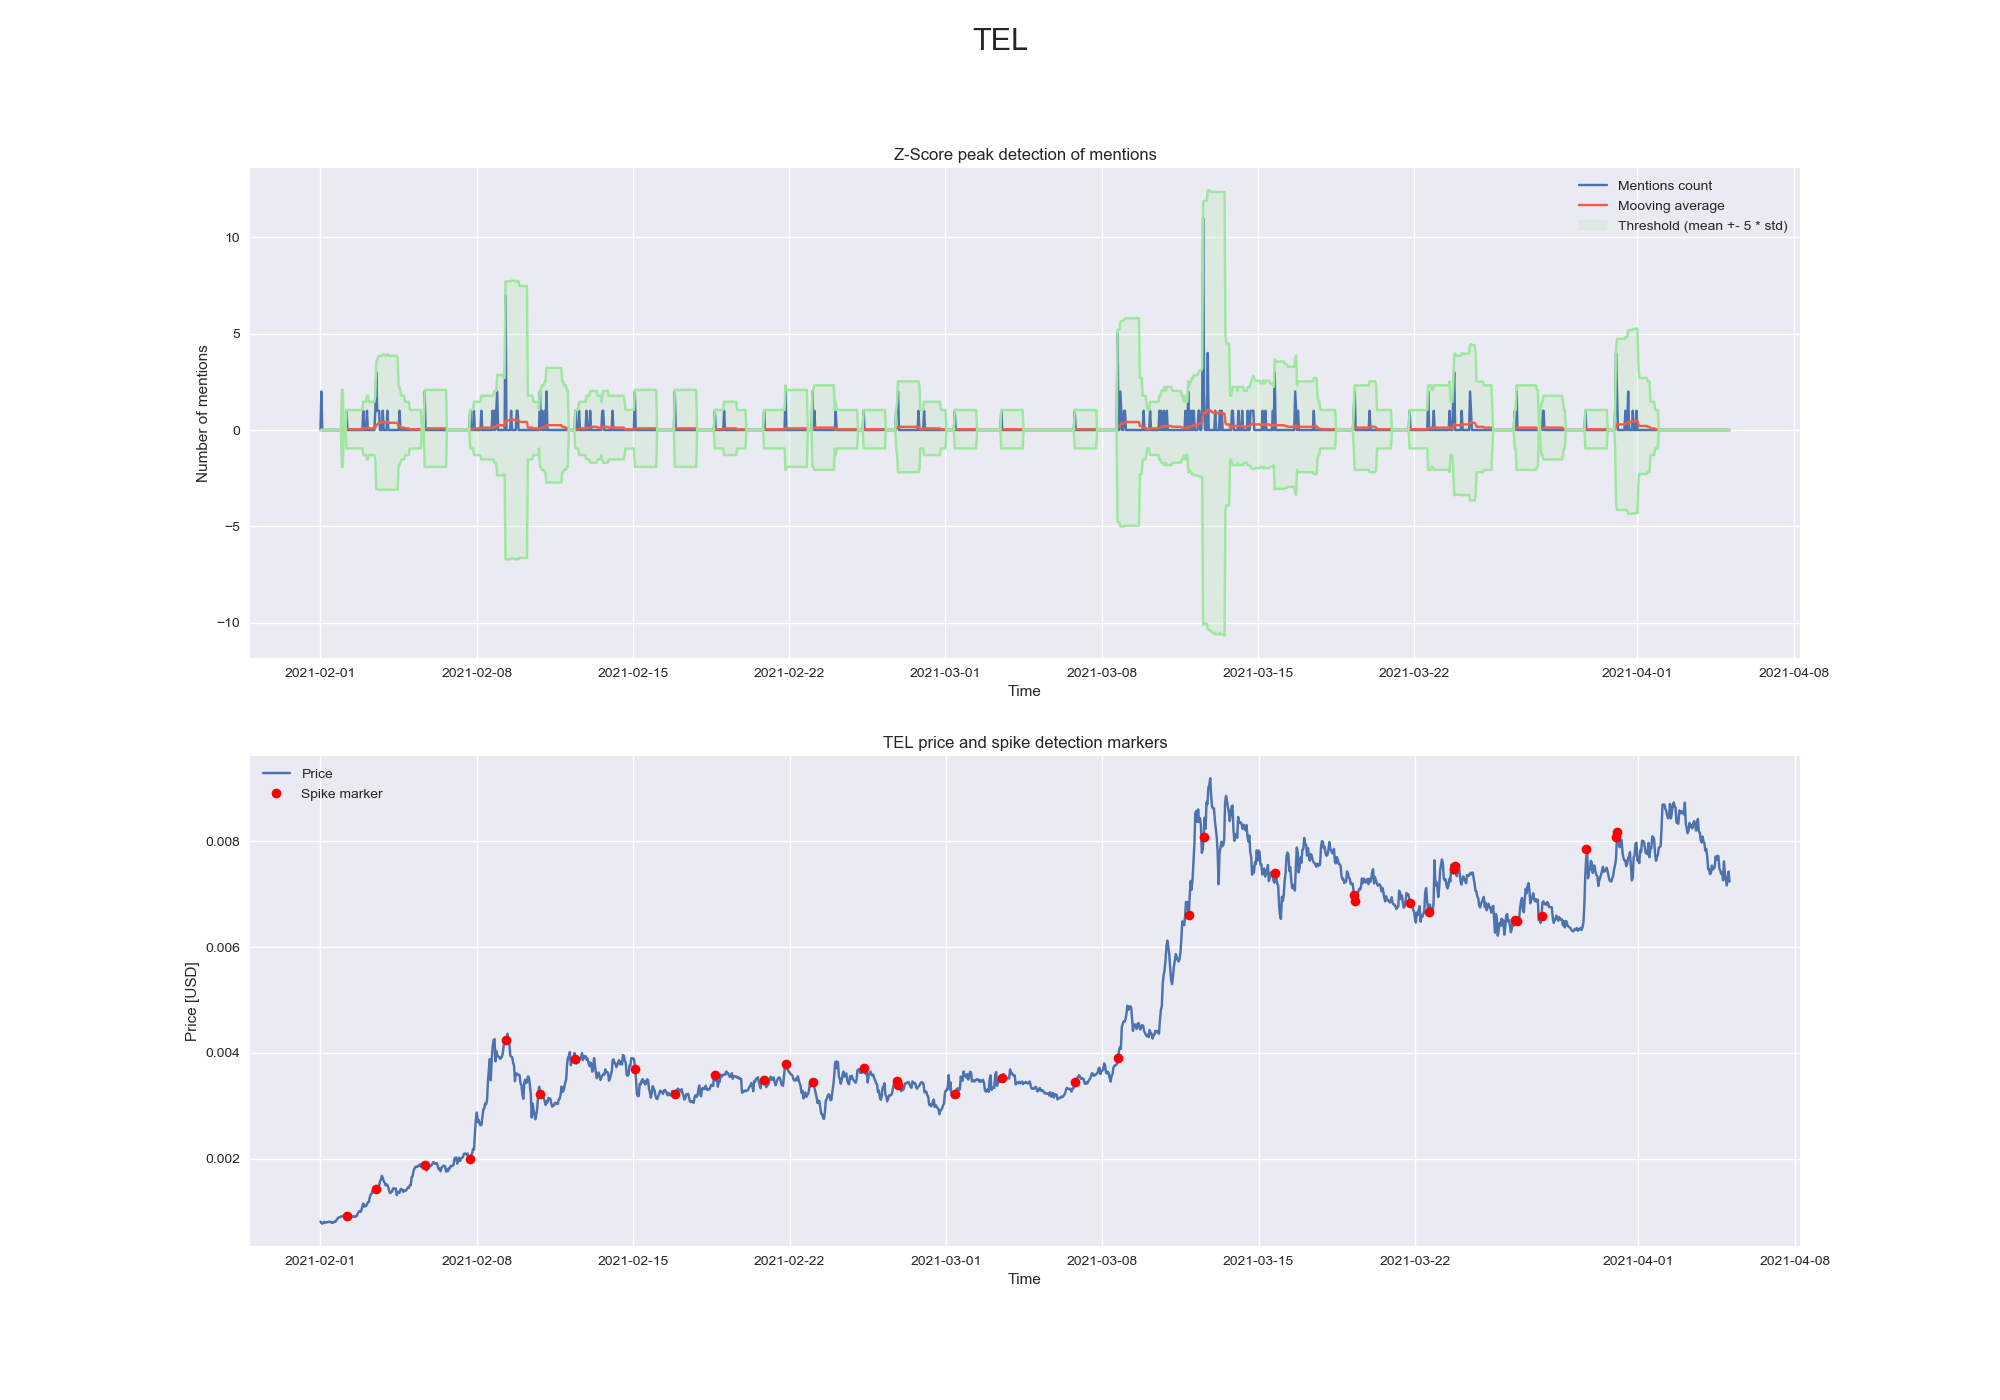 TEL
Z-Score peak detection of mentions
Mentions count
Mooving average
Threshold (mean +- 5 * std)
10
5
0
−5
−10
Number of mentions
2021-02-01 2021-02-08 2021-02-15 2021-02-22 2021-03-01 2021-03-08 2021-03-15 2021-03-22 2021-04-01 2021-04-08
Time
TEL price and spike detection markers
Price
Spike marker
0.008
0.006
0.004
0.002
Price [USD]
2021-02-01 2021-02-08 2021-02-15 2021-02-22 2021-03-01 2021-03-08 2021-03-15 2021-03-22 2021-04-01 2021-04-08
Time